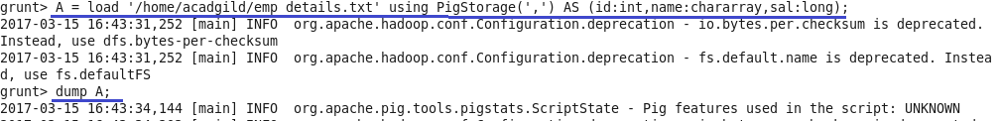 grunt> A = load '/home/acadgild/emp_details.txt' using PigStorage(',') AS (id:int,name:chararray,sal:long);
2017-03-15 16:43:31,252 [main] INFO  org.apache.hadoop.conf.Configuration.deprecation - io.bytes.per.checksum is deprecated.
Instead, use dfs.bytes-per-checksum
2017-03-15 16:43:31,252 [main] INFO  org.apache.hadoop.conf.Configuration.deprecation - fs.default.name is deprecated. Instea
d, use fs.defaultFS
grunt> dump A;
2017-03-15 16:43:34,144 [main] INFO  org.apache.pig.tools.pigstats.ScriptState - Pig features used in the script: UNKNOWN